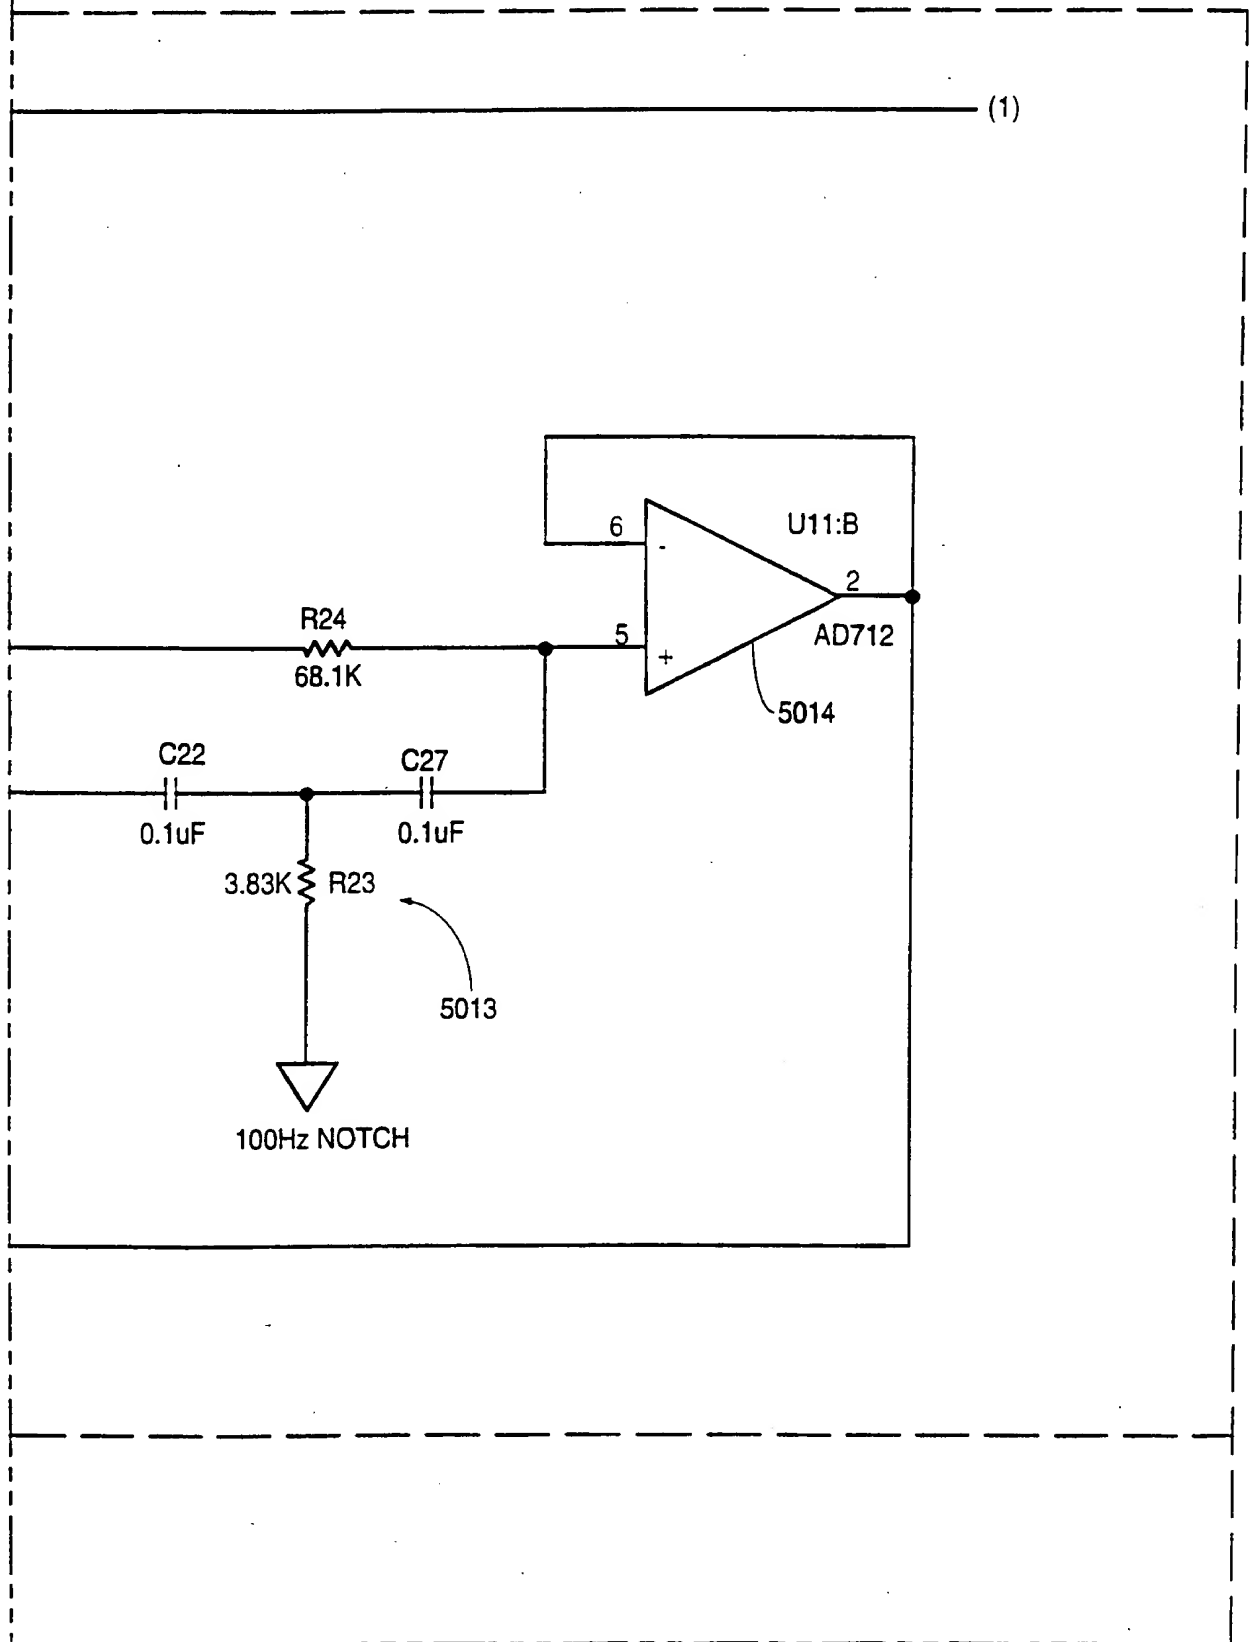 (1)
6
-
U11:B
2
R24
5
+
AD712
68.1K
5014
C22
C27
0.1uF
0.1uF
3.83K
R23
5013
100Hz NOTCH